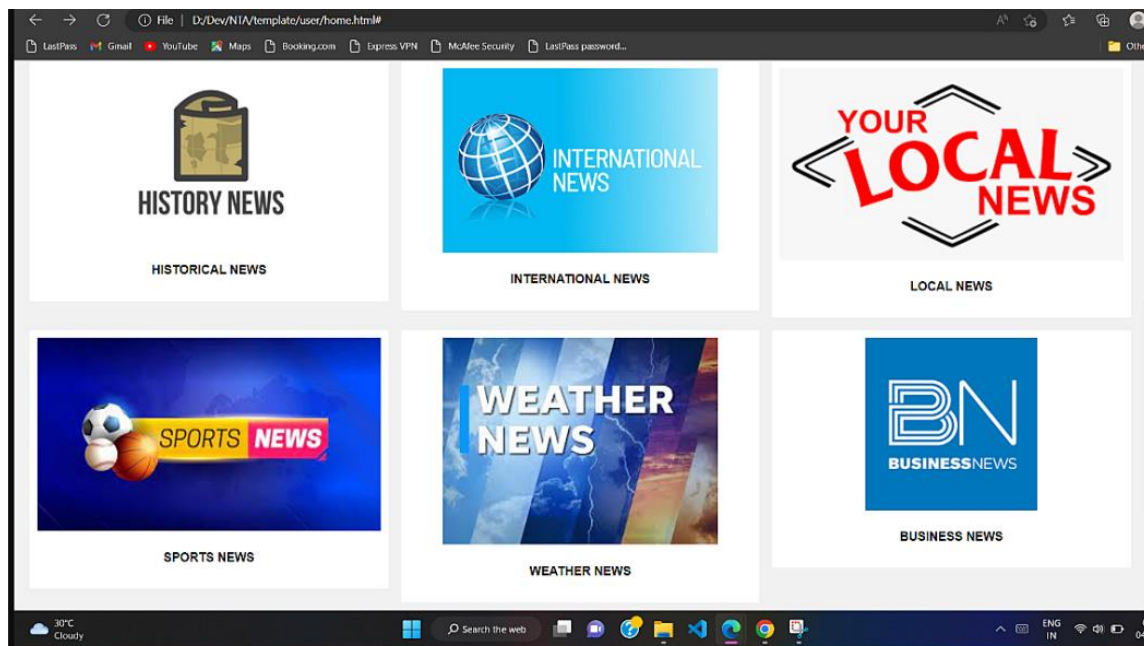 File | D:/Dev/NTA/template/user/home.html#
LastPass Gmail YouTube Maps Booking.com Express VPN McAfee Security LastPass password...
HISTORY NEWS
HISTORICAL NEWS
INTERNATIONAL
NEWS
INTERNATIONAL NEWS
YOUR
LOCAL
NEWS
LOCAL NEWS
SPORTS NEWS
SPORTS NEWS
WEATHER
NEWS
WEATHER NEWS
BN
BUSINESSNEWS
BUSINESS NEWS
30°C
Cloudy
Search the web
ENG
IN